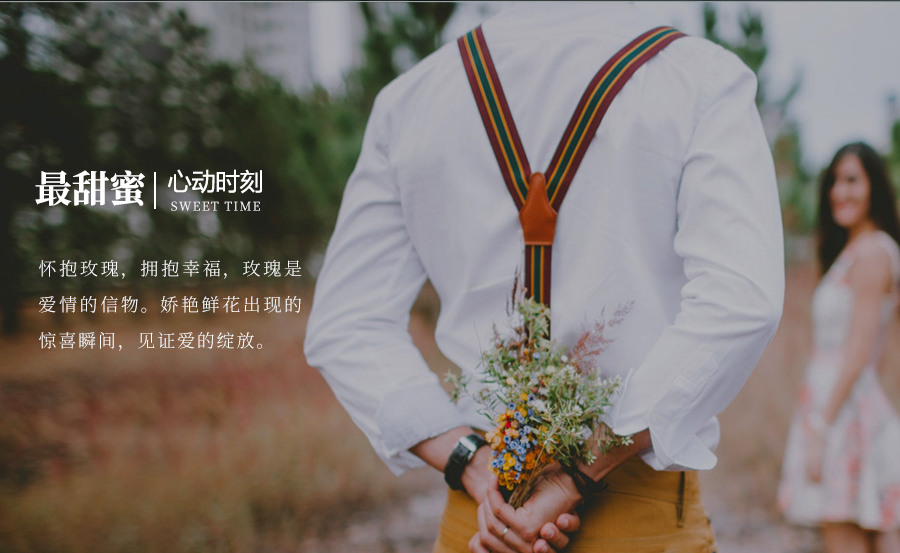 最甜蜜 | 心动时刻
SWEET TIME
怀抱玫瑰，拥抱幸福，玫瑰是
爱情的信物。娇艳鲜花出现的
惊喜瞬间，见证爱的绽放。